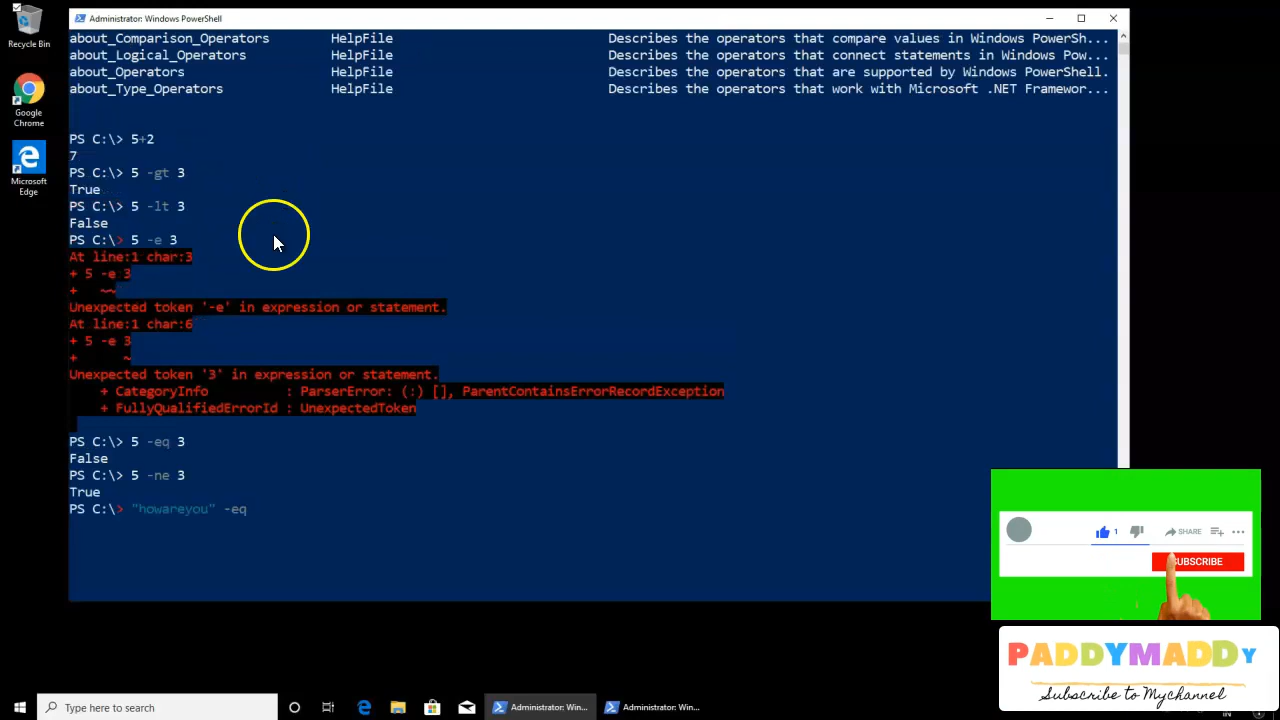 Administrator: Windows PowerShell
Recycle Bin
Google
Chrome
Microsoft
Edge
about_Comparison_Operators HelpFile Describes the operators that compare values in Windows PowerSh...
about_Logical_Operators HelpFile Describes the operators that connect statements in Windows Pow...
about_Operators HelpFile Describes the operators that are supported by Windows PowerShell.
about_Type_Operators HelpFile Describes the operators that work with Microsoft .NET Framewor...
PS C:\> 5+2
7
PS C:\> 5 -gt 3
True
PS C:\> 5 -lt 3
False
PS C:\> 5 -e 3
At line:1 char:3
+ 5 -e 3
+   ~~
Unexpected token '-e' in expression or statement.
At line:1 char:6
+ 5 -e 3
+      ~
Unexpected token '3' in expression or statement.
+ CategoryInfo : ParserError: (:) [], ParentContainsErrorRecordException
+ FullyQualifiedErrorId : UnexpectedToken
PS C:\> 5 -eq 3
False
PS C:\> 5 -ne 3
True
PS C:\> "howareyou" -eq
1 SHARE
SUBSCRIBE
PADDYMADDY
Subscribe to Mychannel
Type here to search
Administrator: Win...
Administrator: Win...
IN